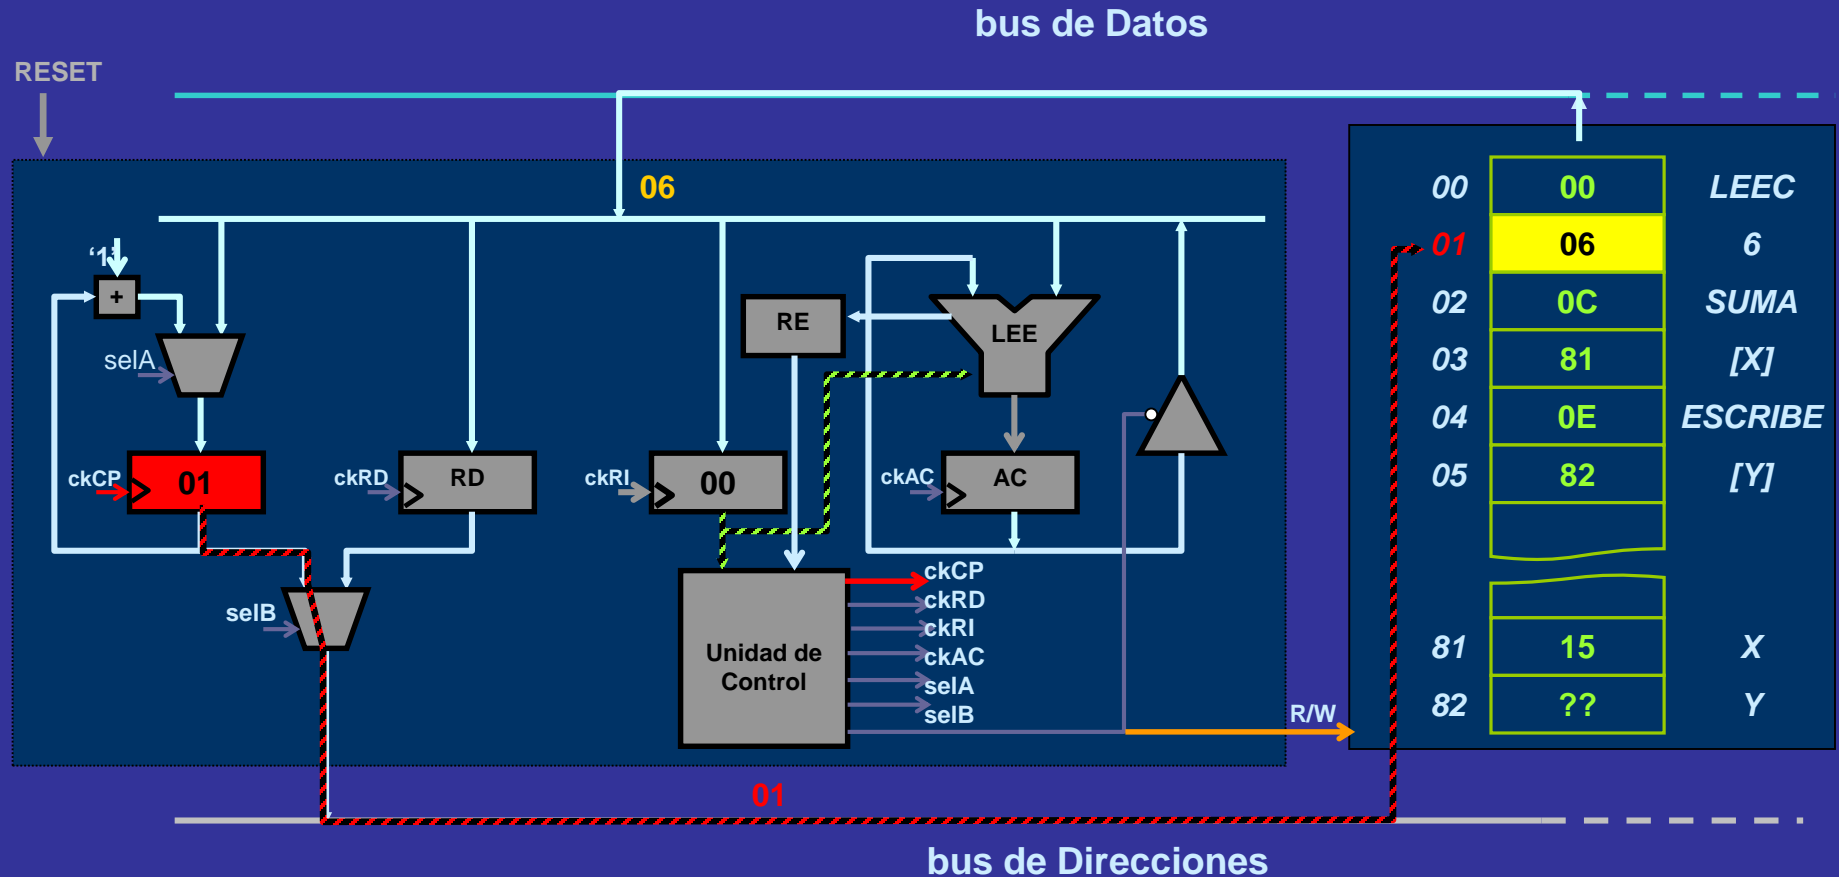 bus de Datos
RESET
06
‘1’
+
selA
ckCP
01
ckRD
RD
ckRI
00
RE
LEE
ckAC
AC
selB
Unidad de
Control
ckCP
ckRD
ckRI
ckAC
selA
selB
R/W
00 00 LEEC
01 06 6
02 0C SUMA
03 81 [X]
04 0E ESCRIBE
05 82 [Y]
81 15 X
82 ?? Y
01
bus de Direcciones